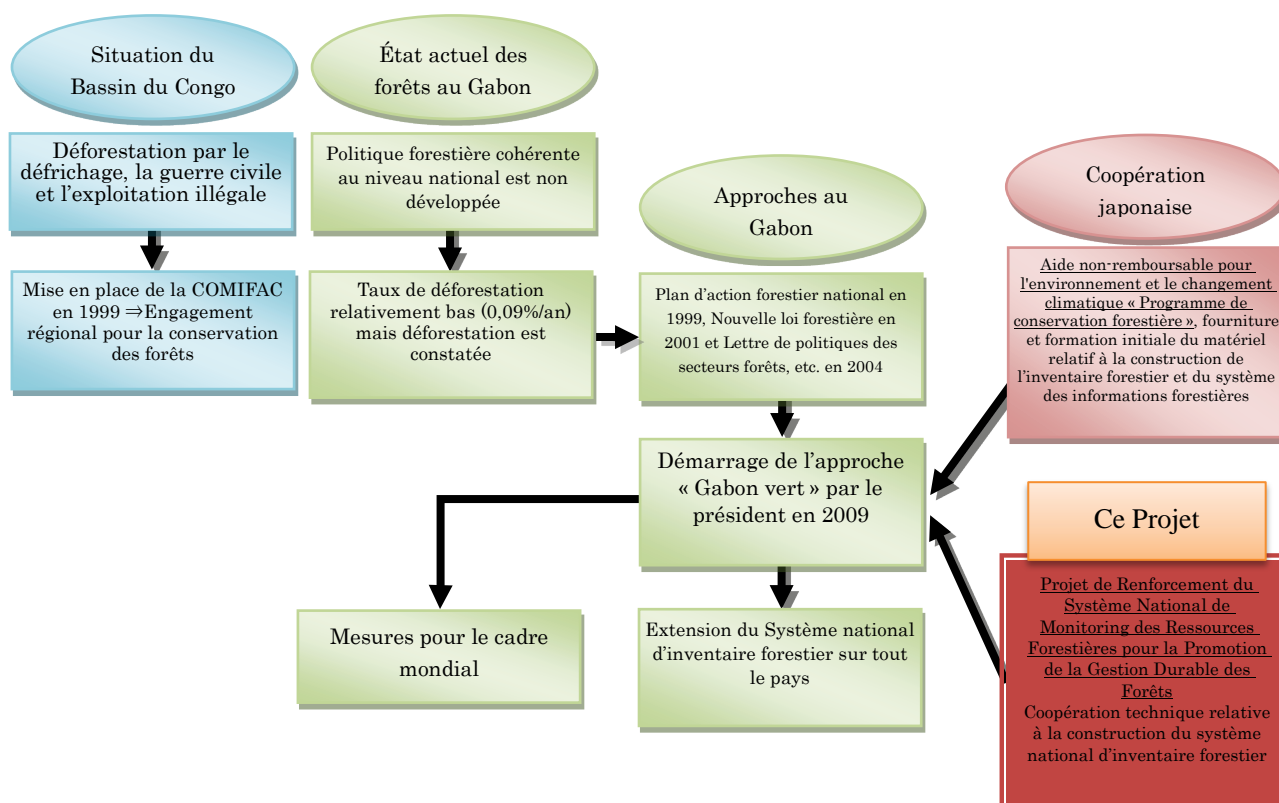 Situation du
Bassin du Congo
Déforestation par le
défrichage, la guerre civile
et l'exploitation illégale
Mise en place de la COMIFAC
en 1999 ⇒Engagement
régional pour la conservation
des forêts
État actuel des
forêts au Gabon
Politique forestière cohérente
au niveau national est non
développée
Taux de déforestation
relativement bas (0,09%/an)
mais déforestation est
constatée
Approches au
Gabon
Plan d'action forestier national en
1999, Nouvelle loi forestière en
2001 et Lettre de politiques des
secteurs forêts, etc. en 2004
Démarrage de l'approche
« Gabon vert » par le
président en 2009
Mesures pour le cadre
mondial
Extension du Système national
d'inventaire forestier sur tout
le pays
Coopération
japonaise
Aide non-remboursable pour
l'environnement et le changement
climatique « Programme de
conservation forestière », fourniture
et formation initiale du matériel
relatif à la construction de
l'inventaire forestier et du système
des informations forestières
Ce Projet
Projet de Renforcement du
Système National de
Monitoring des Ressources
Forestières pour la Promotion
de la Gestion Durable des
Forêts
Coopération technique relative
à la construction du système
national d'inventaire forestier